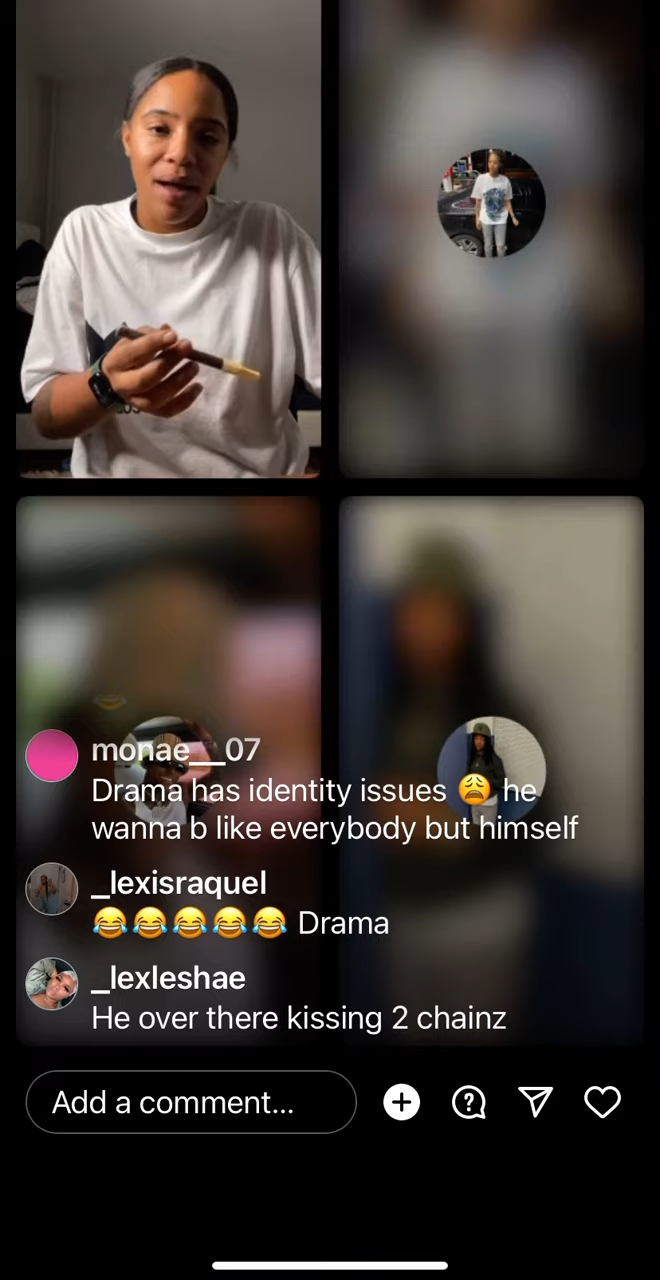 monae__07
Drama has identity issues 😩 he
wanna b like everybody but himself
_lexisraquel
😂😂😂😂😂 Drama
_lexleshae
He over there kissing 2 chainz
Add a comment...